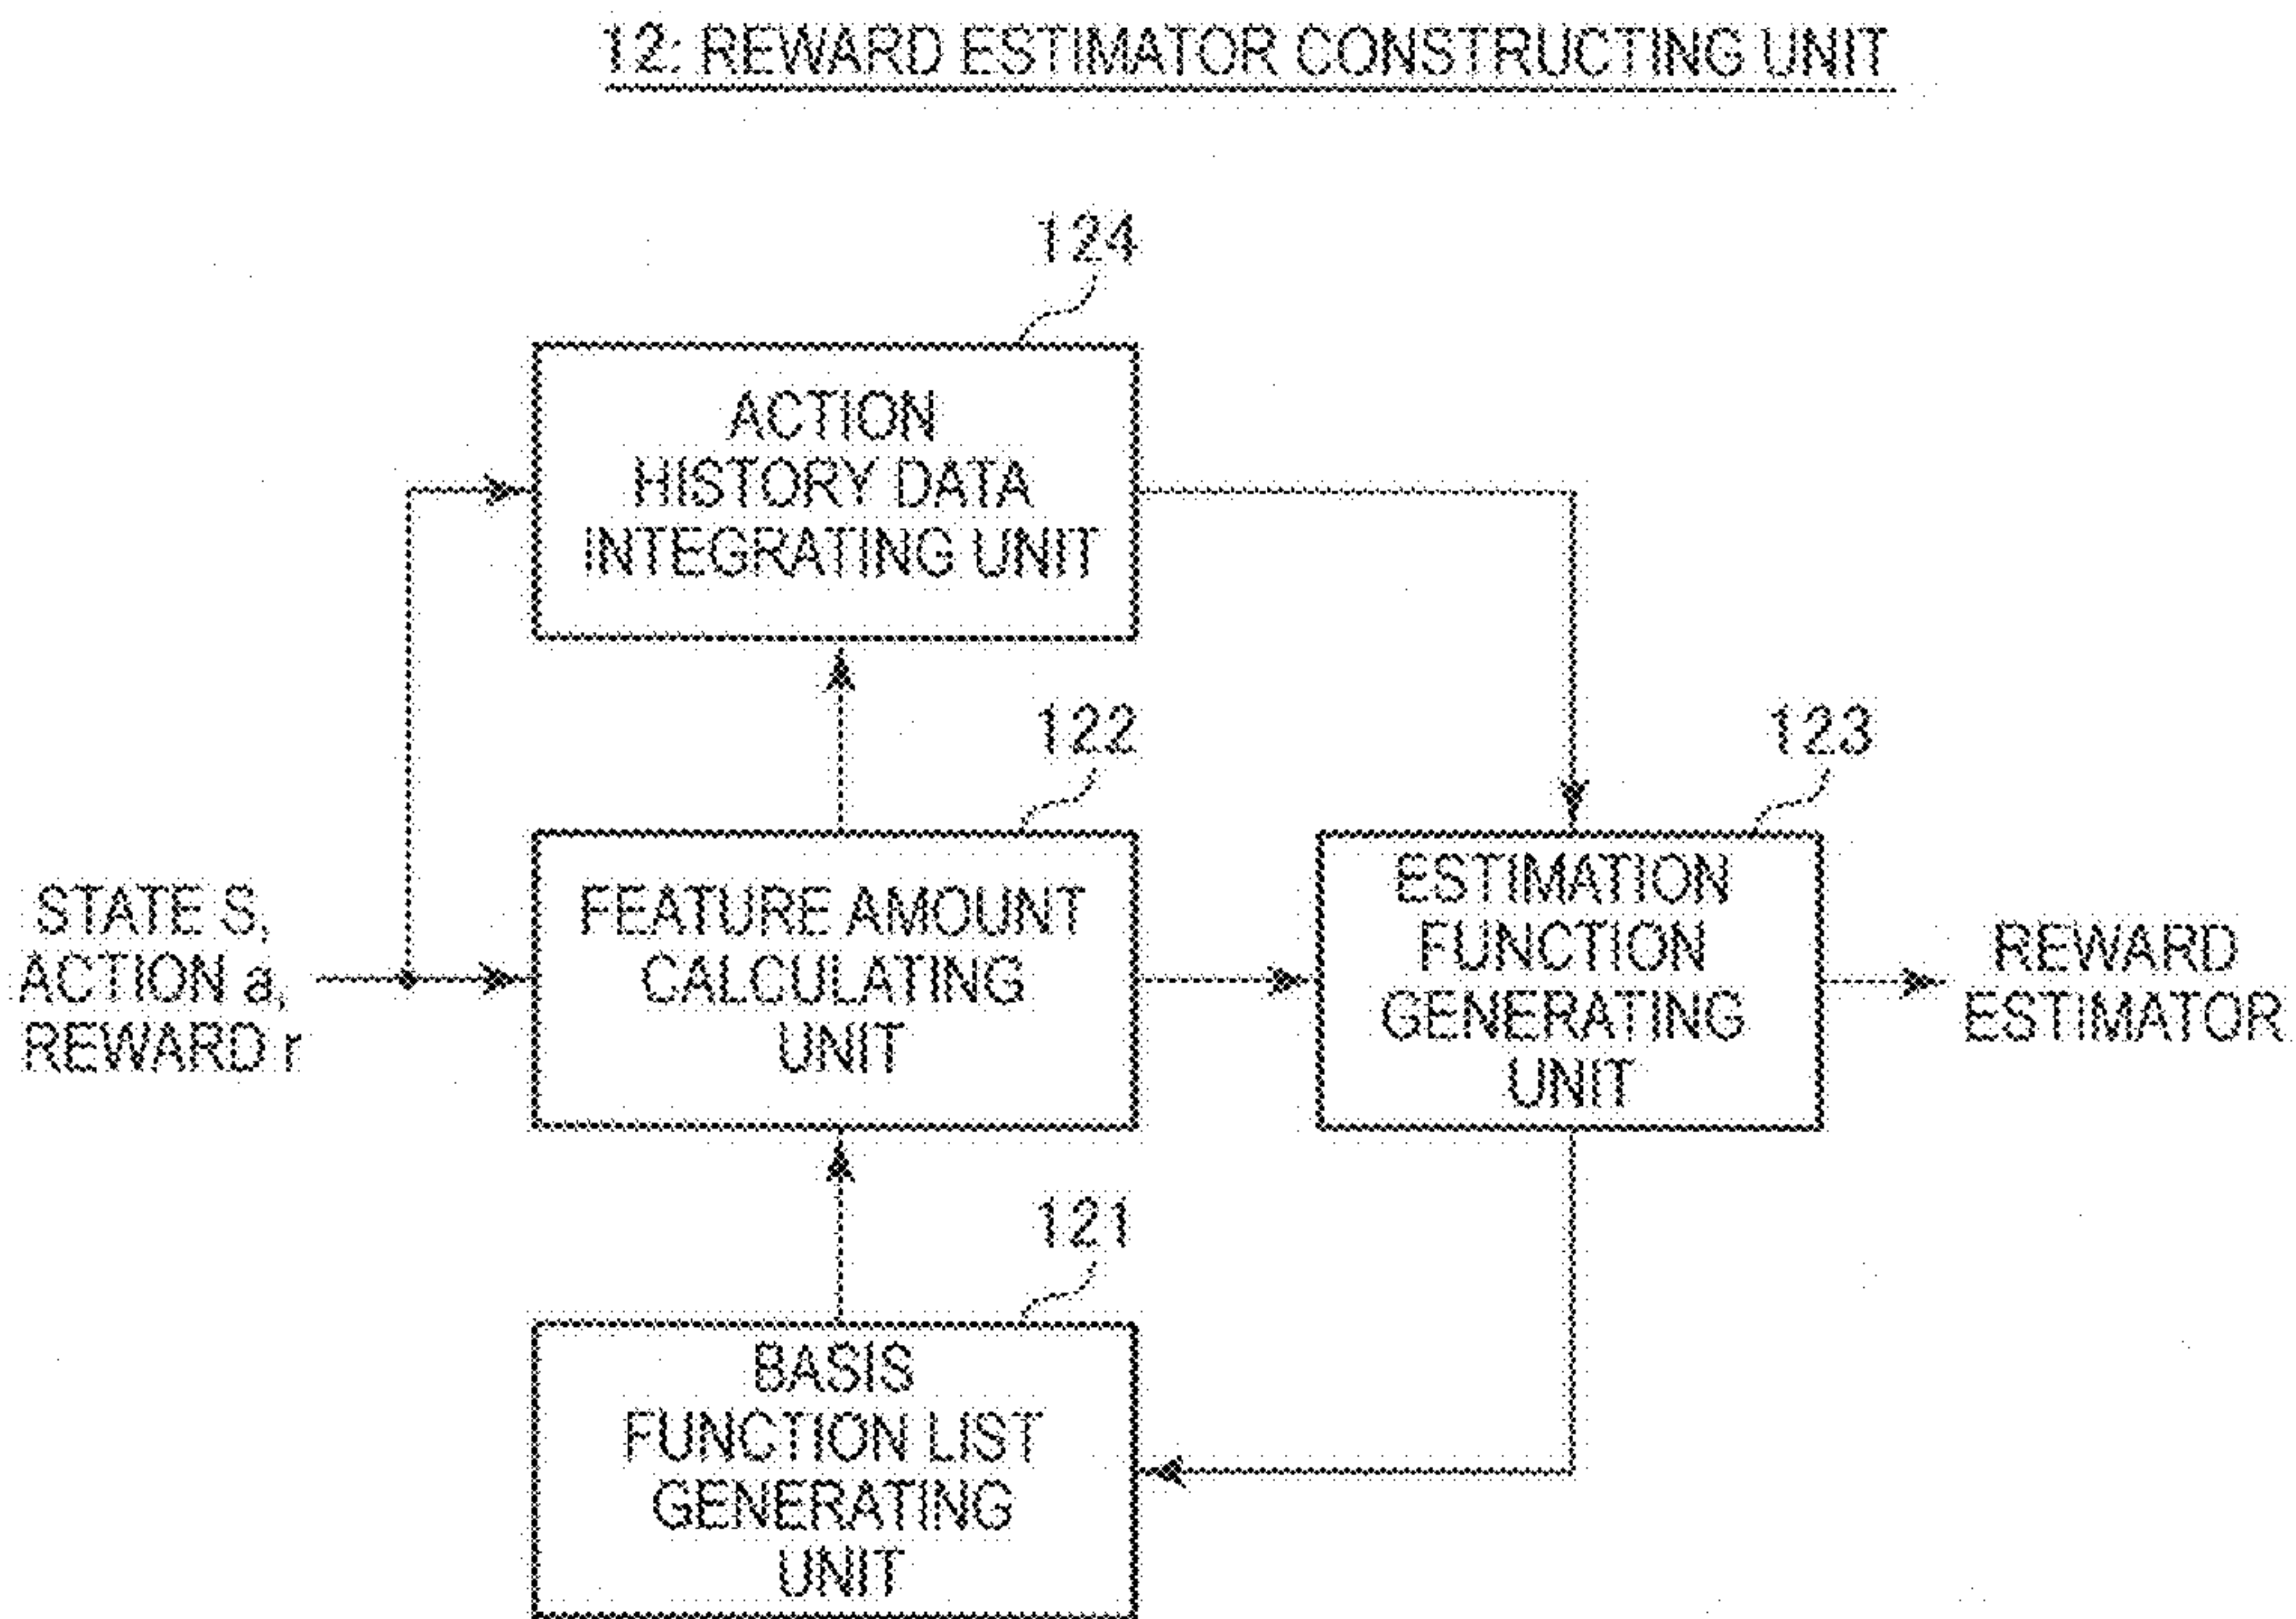 12: REWARD ESTIMATOR CONSTRUCTING UNIT
124
ACTION
HISTORY DATA
INTEGRATING UNIT
122
123
STATE S,
ACTION a,
REWARD r
FEATURE AMOUNT
CALCULATING
UNIT
ESTIMATION
FUNCTION
GENERATING
UNIT
REWARD
ESTIMATOR
121
BASIS
FUNCTION LIST
GENERATING
UNIT